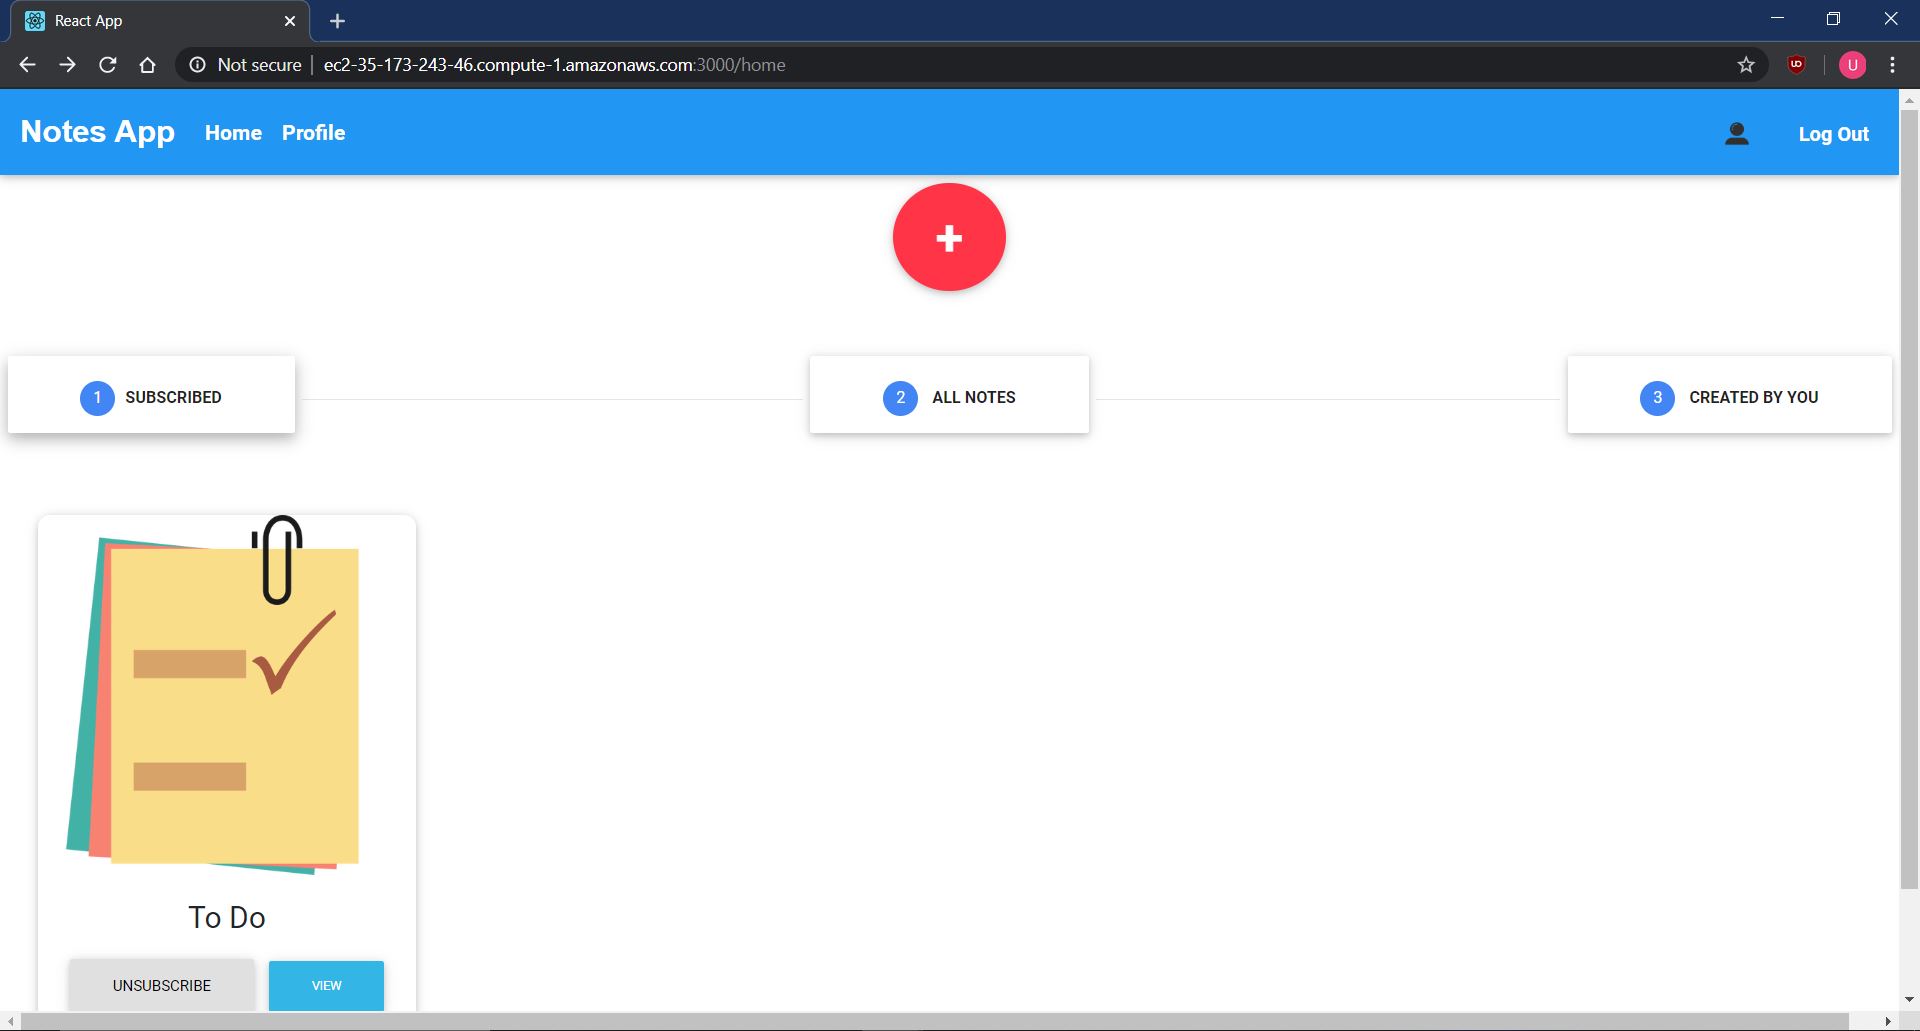 React App
Not secure
ec2-35-173-243-46.compute-1.amazonaws.com:3000/home
U
Notes App Home Profile
Log Out
1 SUBSCRIBED
2 ALL NOTES
3 CREATED BY YOU
To Do
UNSUBSCRIBE
VIEW